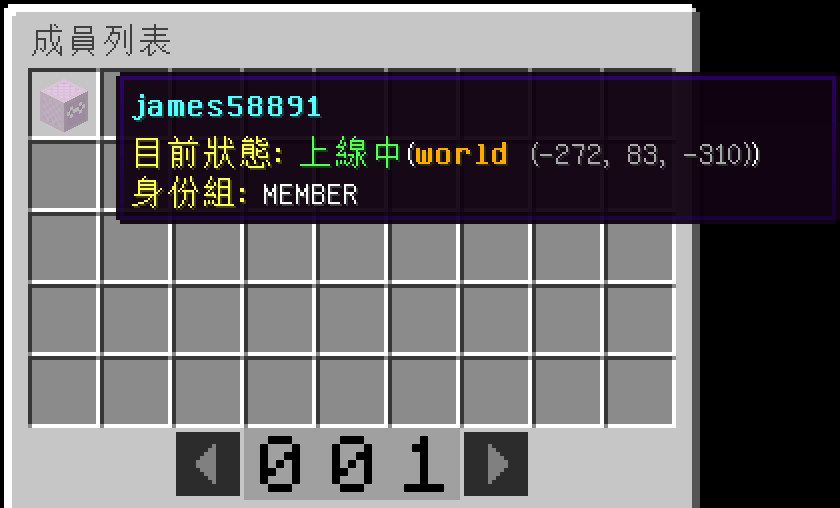 成員列表
james58891
目前狀態: 上線中(world (-272, 83, -310))
身份組: MEMBER
001